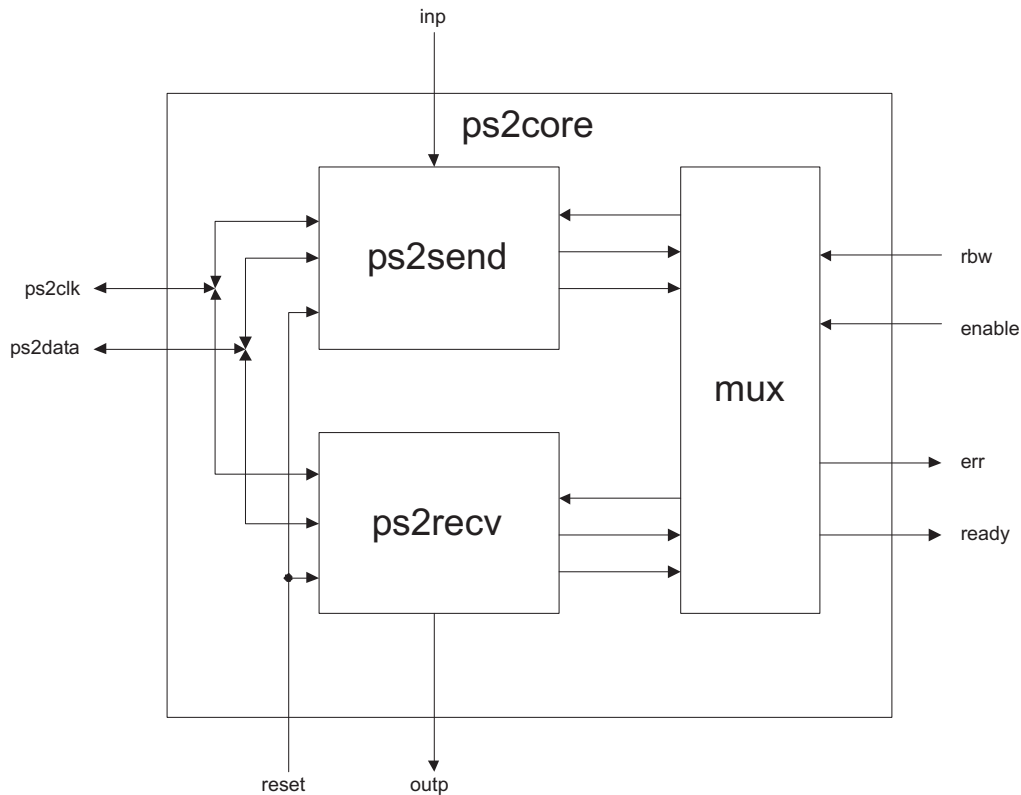 inp
ps2core
ps2send
rbw
ps2clk
enable
ps2data
mux
err
ps2recv
ready
reset
outp